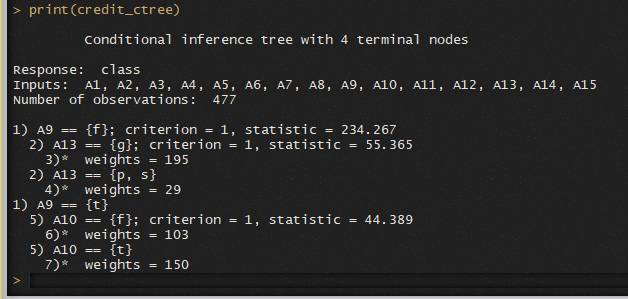 > print(credit_ctree)
Conditional inference tree with 4 terminal nodes
Response:  class
Inputs:  A1, A2, A3, A4, A5, A6, A7, A8, A9, A10, A11, A12, A13, A14, A15
Number of observations:  477
1) A9 == {f}; criterion = 1, statistic = 234.267
2) A13 == {g}; criterion = 1, statistic = 55.365
3)*  weights = 195
2) A13 == {p, s}
4)*  weights = 29
1) A9 == {t}
5) A10 == {f}; criterion = 1, statistic = 44.389
6)*  weights = 103
5) A10 == {t}
7)*  weights = 150
>